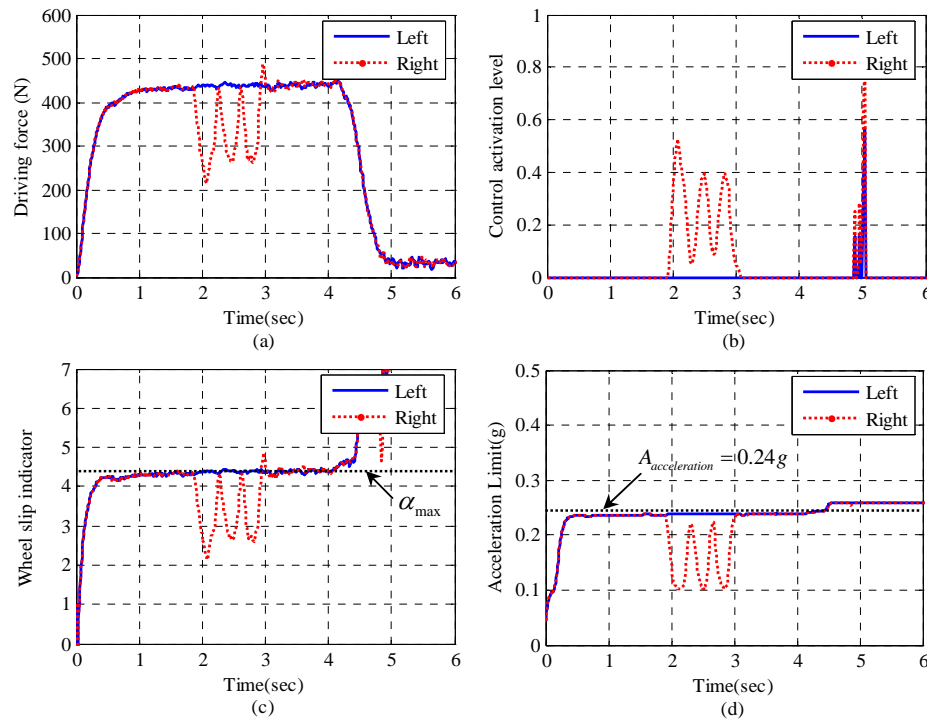 600
500
400
300
200
100
0
Driving force (N)
Left
Right
0 1 2 3 4 5 6
Time(sec)
(a)
1
0.8
0.6
0.4
0.2
0
Control activation level
Left
Right
0 1 2 3 4 5 6
Time(sec)
(b)
7
6
5
4
3
2
1
0
Wheel slip indicator
Left
Right
αmax
0 1 2 3 4 5 6
Time(sec)
(c)
0.5
0.4
0.3
0.2
0.1
0
Acceleration Limit(g)
Left
Right
Aacceleration = 0.24g
0 1 2 3 4 5 6
Time(sec)
(d)